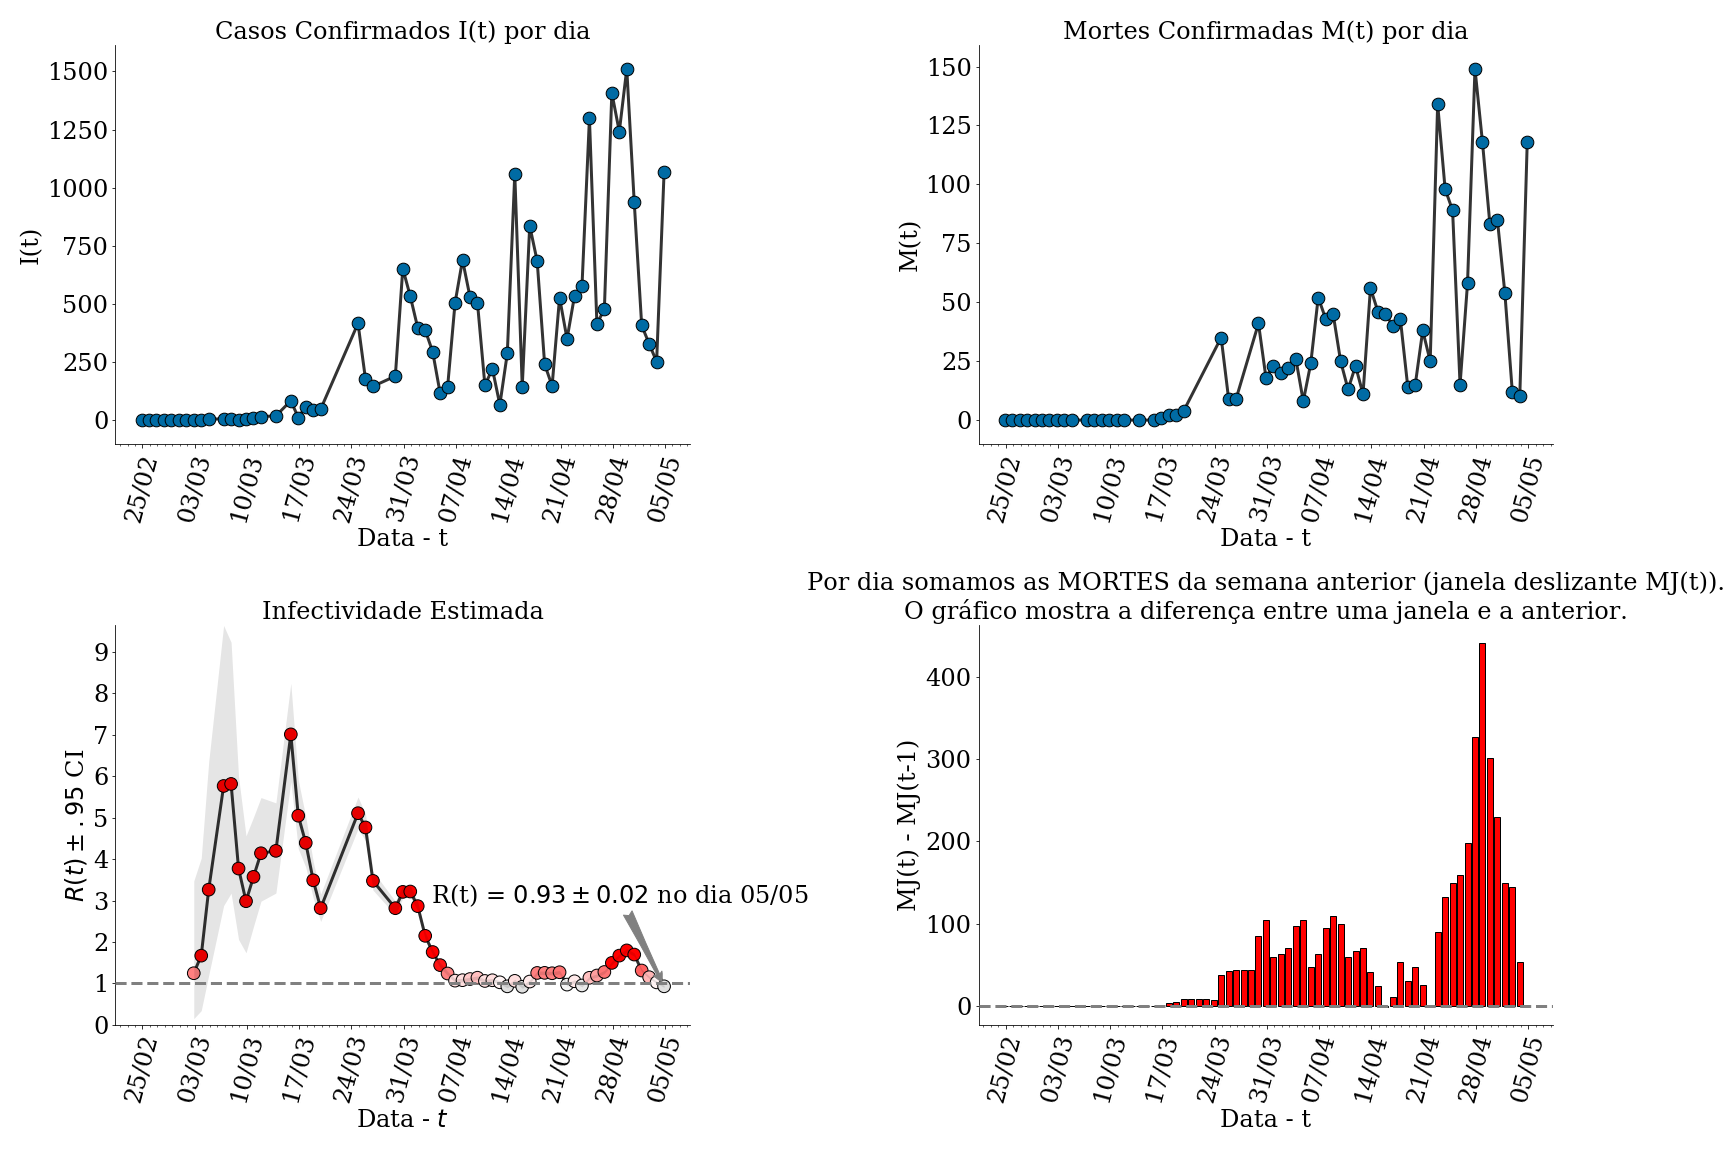 Casos Confirmados I(t) por dia
I(t)
1500
1250
1000
750
500
250
0
25/02 03/03 10/03 17/03 24/03 31/03 07/04 14/04 21/04 28/04 05/05
Data - t
Mortes Confirmadas M(t) por dia
M(t)
150
125
100
75
50
25
0
25/02 03/03 10/03 17/03 24/03 31/03 07/04 14/04 21/04 28/04 05/05
Data - t
Infectividade Estimada
R(t) ± .95 CI
9
8
7
6
5
4
3
2
1
0
R(t) = 0.93 ± 0.02 no dia 05/05
25/02 03/03 10/03 17/03 24/03 31/03 07/04 14/04 21/04 28/04 05/05
Data - t
Por dia somamos as MORTES da semana anterior (janela deslizante MJ(t)).
O gráfico mostra a diferença entre uma janela e a anterior.
MJ(t) - MJ(t-1)
400
300
200
100
0
25/02 03/03 10/03 17/03 24/03 31/03 07/04 14/04 21/04 28/04 05/05
Data - t